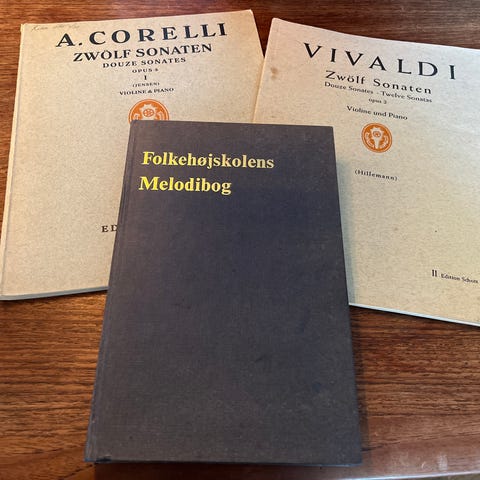 A. CORELLI
ZWÖLF SONATEN
DOUZE SONATES
OPUS 5
I
(JENSEN)
VIOLINE & PIANO
ED
VIVALDI
Zwölf Sonaten
Douze Sonates - Twelve Sonatas
opus 2
Violine und Piano
(Hillemann)
II Edition Schott
Folkehøjskolens
Melodibog